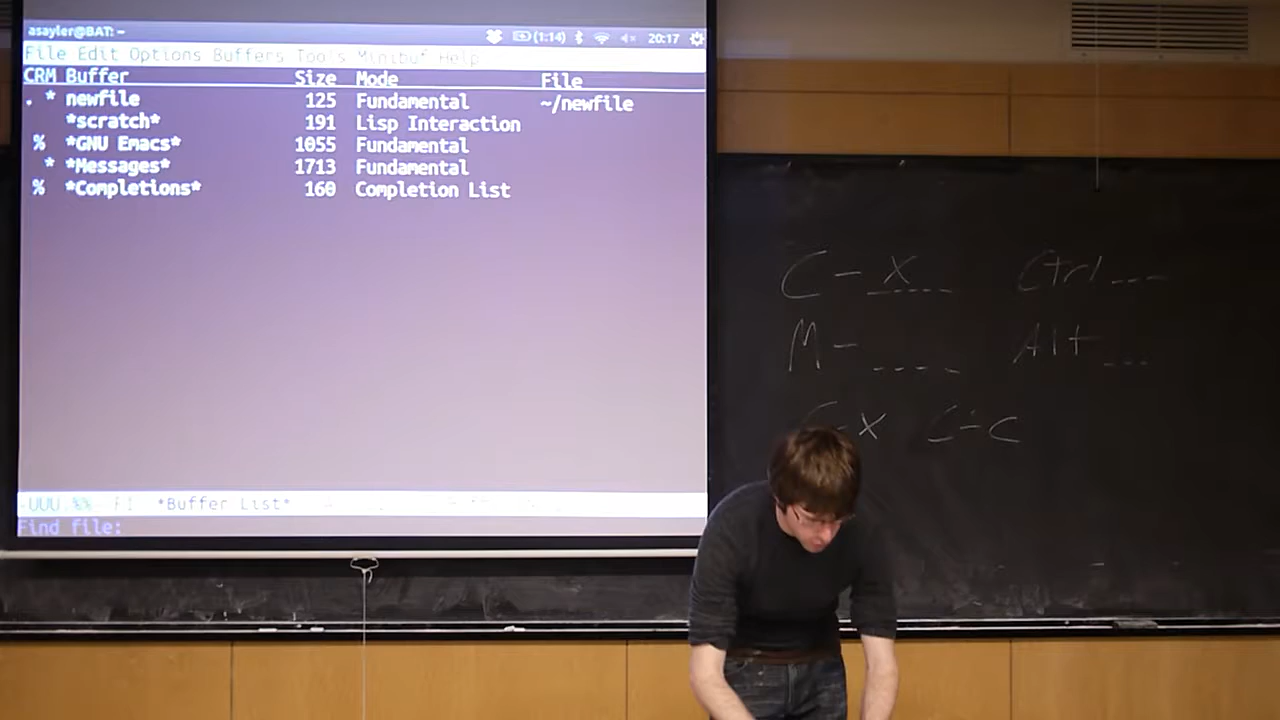 asayler@BAT: ~ (1:14) 20:17
File Edit Options Buffers Tools Minibuf Help
CRM Buffer Size Mode File
. * newfile 125 Fundamental ~/newfile
*scratch* 191 Lisp Interaction
% *GNU Emacs* 1055 Fundamental
* *Messages* 1713 Fundamental
% *Completions* 160 Completion List
-UUU:%%- F1 *Buffer List*
Find file:
C - X Ctrl ---
M - ---- Alt ---
C-x C-c